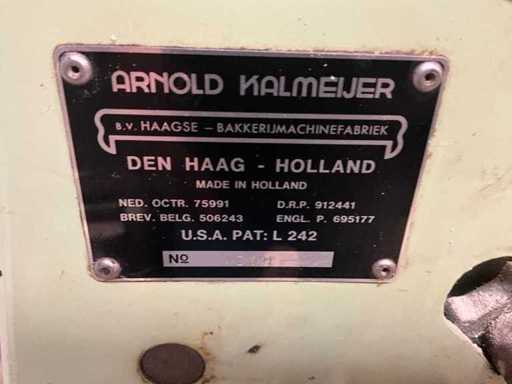 ARNOLD KALMEIJER
B.V. HAAGSE – BAKKERIJMACHINEFABRIEK
DEN HAAG - HOLLAND
MADE IN HOLLAND
NED. OCTR. 75991 D.R.P. 912441
BREV. BELG. 506243 ENGL. P. 695177
U.S.A. PAT: L 242
No